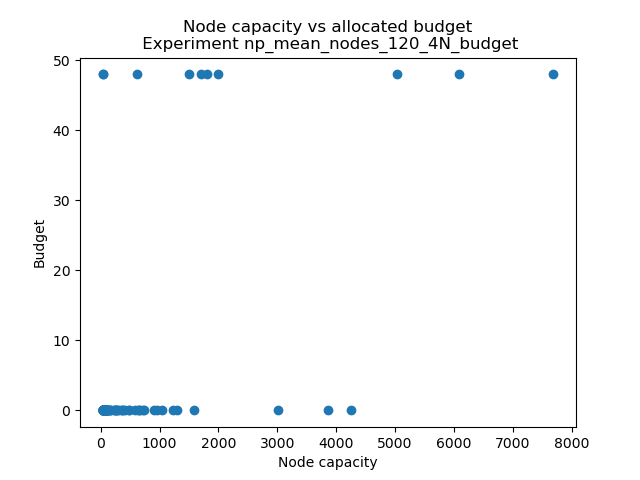 Node capacity vs allocated budget
Experiment np_mean_nodes_120_4N_budget
50
40
30
20
10
0
Budget
0 1000 2000 3000 4000 5000 6000 7000 8000
Node capacity